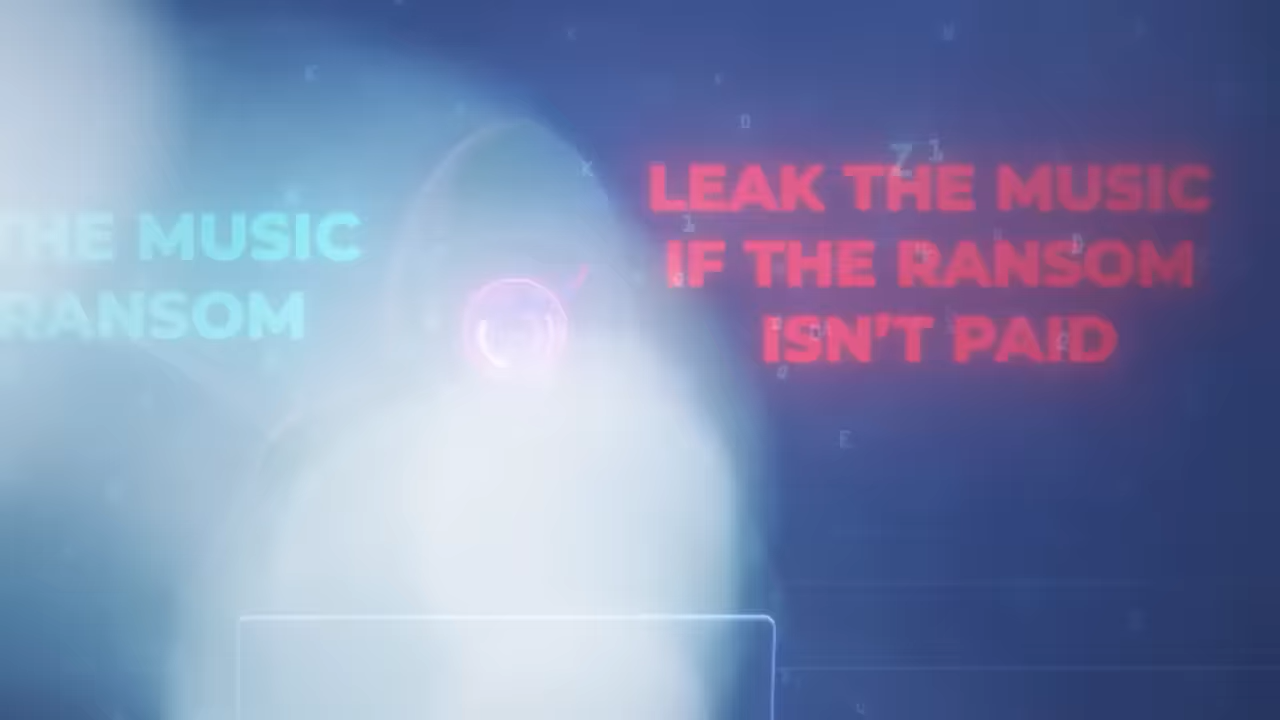 THE MUSIC
RANSOM
LEAK THE MUSIC
IF THE RANSOM
ISN'T PAID